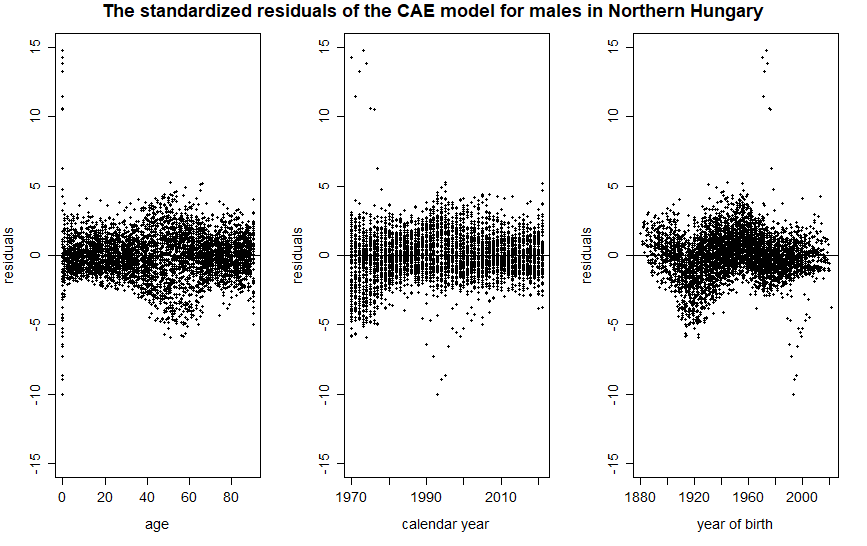 The standardized residuals of the CAE model for males in Northern Hungary
residuals
15
10
5
0
-5
-10
-15
0 20 40 60 80
age
residuals
15
10
5
0
-5
-10
-15
1970 1990 2010
calendar year
residuals
15
10
5
0
-5
-10
-15
1880 1920 1960 2000
year of birth